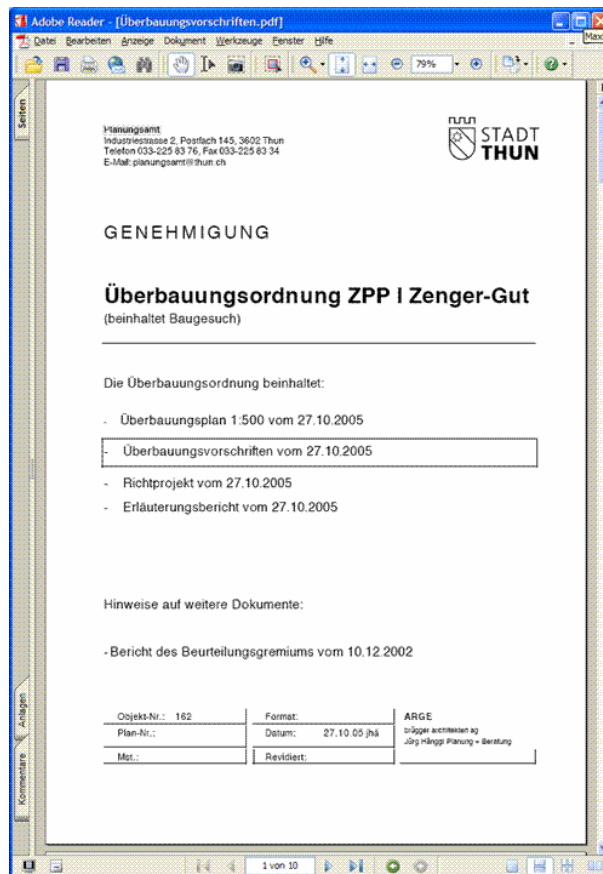 Adobe Reader - [Überbauungsvorschriften.pdf]
Max
Datei Bearbeiten Anzeige Dokument Werkzeuge Fenster Hilfe
79%
Seiten
Planungsamt
Industriestrasse 2, Postfach 145, 3602 Thun
Telefon 033-225 83 76, Fax 033-225 83 34
E-Mail: planungsamt@thun.ch
STADT
THUN
GENEHMIGUNG
Überbauungsordnung ZPP I Zenger-Gut
(beinhaltet Baugesuch)
Die Überbauungsordnung beinhaltet:
- Überbauungsplan 1:500 vom 27.10.2005
- Überbauungsvorschriften vom 27.10.2005
- Richtprojekt vom 27.10.2005
- Erläuterungsbericht vom 27.10.2005
Hinweise auf weitere Dokumente:
- Bericht des Beurteilungsgremiums vom 10.12.2002
Objekt-Nr.: 162 Format: ARGE
Plan-Nr.: Datum: 27.10.05 jhä brügger architekten ag
Jürg Hänggi Planung + Beratung
Mst.: Revidiert:
Anlagen
Kommentare
1 von 10